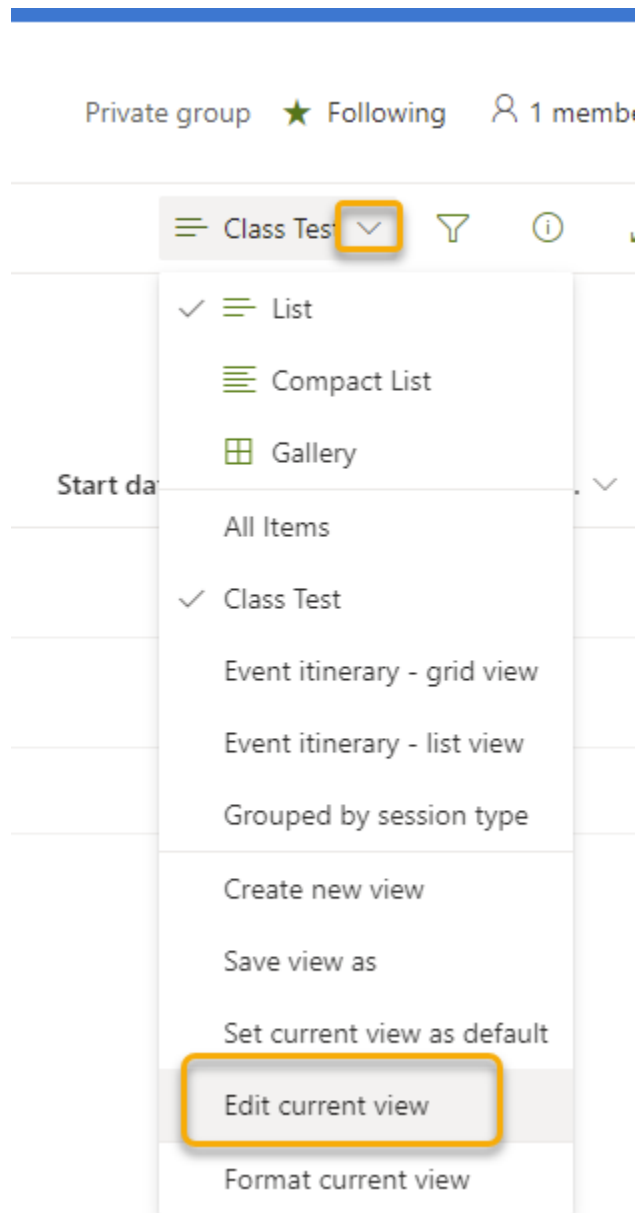 Private group ★ Following 1 membe
Class Tes
List
Compact List
Gallery
Start da
All Items
Class Test
Event itinerary - grid view
Event itinerary - list view
Grouped by session type
Create new view
Save view as
Set current view as default
Edit current view
Format current view